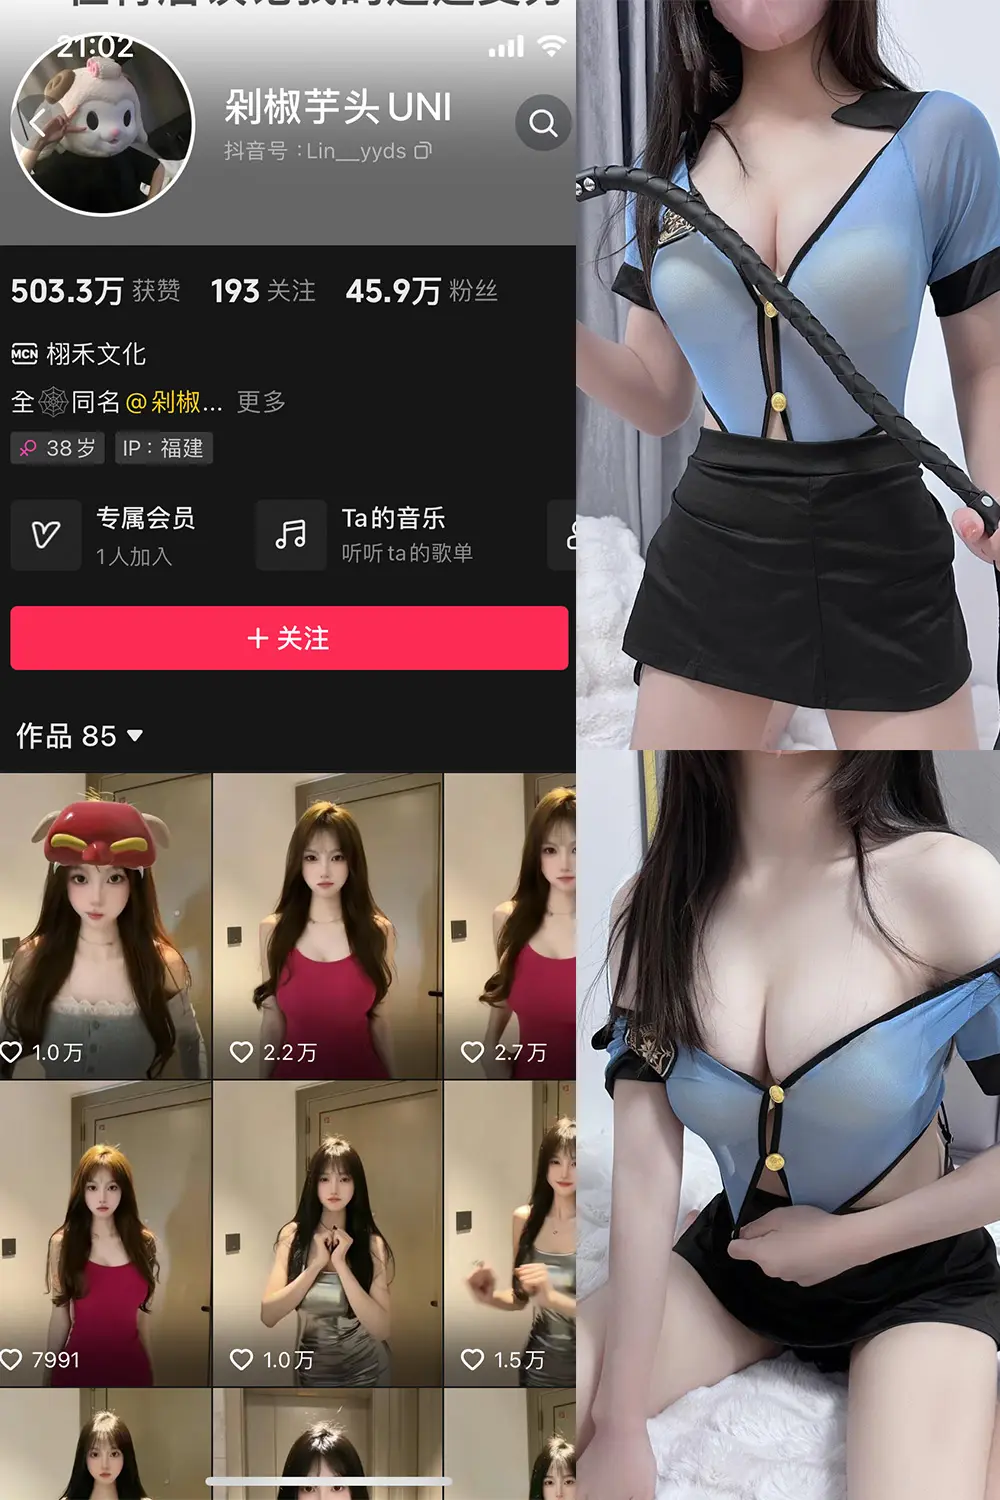 21:02
剁椒芋头UNI
抖音号：Lin__yyds
503.3万 获赞 193 关注 45.9万 粉丝
MCN 栩禾文化
全🕸同名@剁椒... 更多
38岁 IP：福建
专属会员
1人加入
Ta的音乐
听听ta的歌单
+ 关注
作品 85
1.0万 2.2万 2.7万
7991 1.0万 1.5万